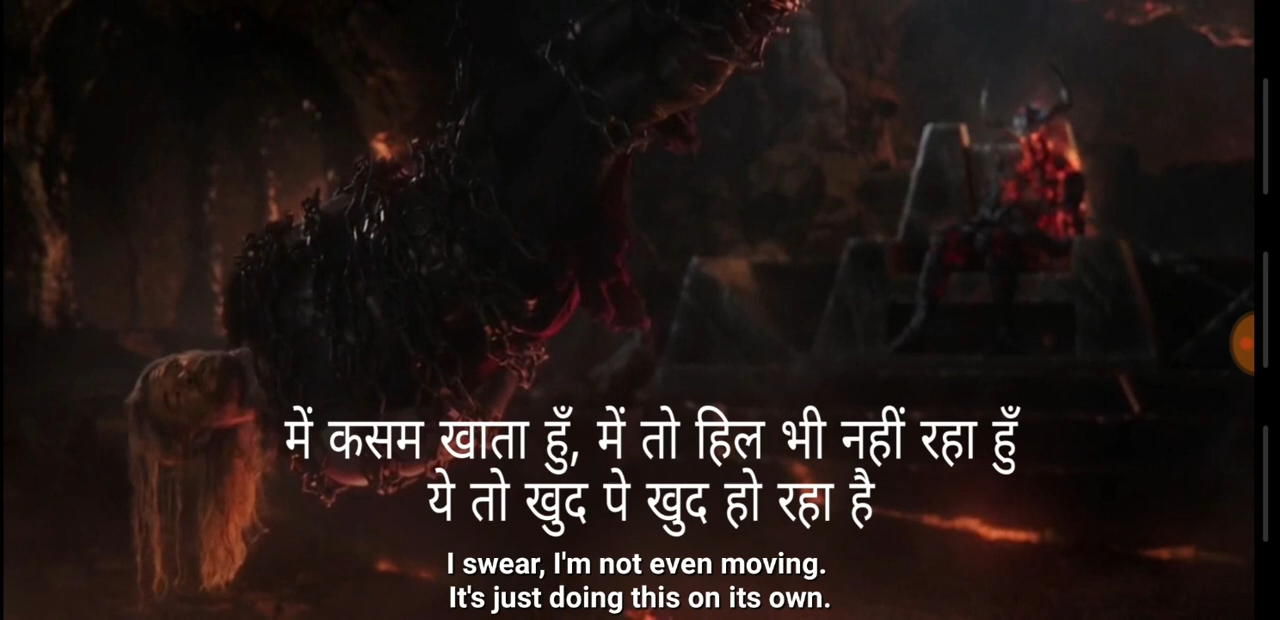 में कसम खाता हुँ, में तो हिल भी नहीं रहा हुँ
ये तो खुद पे खुद हो रहा है
I swear, I'm not even moving.
It's just doing this on its own.